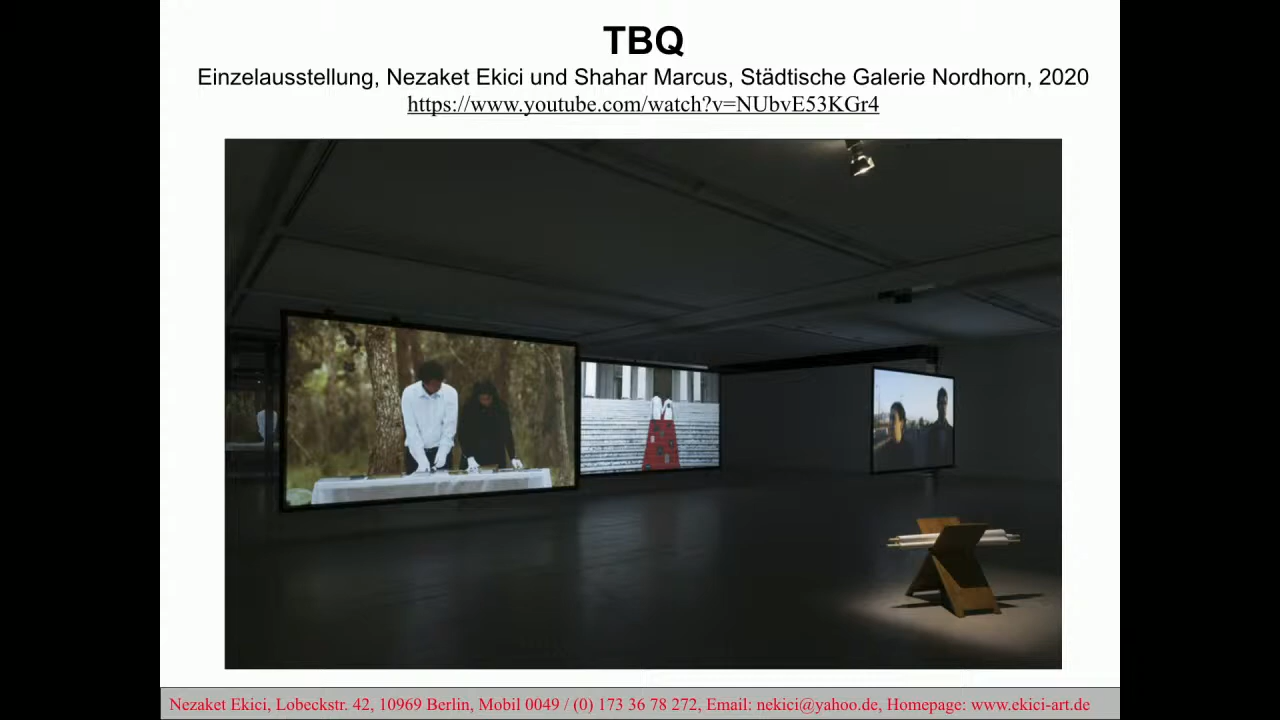 TBQ
Einzelausstellung, Nezaket Ekici und Shahar Marcus, Städtische Galerie Nordhorn, 2020
https://www.youtube.com/watch?v=NUbvE53KGr4
Nezaket Ekici, Lobeckstr. 42, 10969 Berlin, Mobil 0049 / (0) 173 36 78 272, Email: nekici@yahoo.de, Homepage: www.ekici-art.de